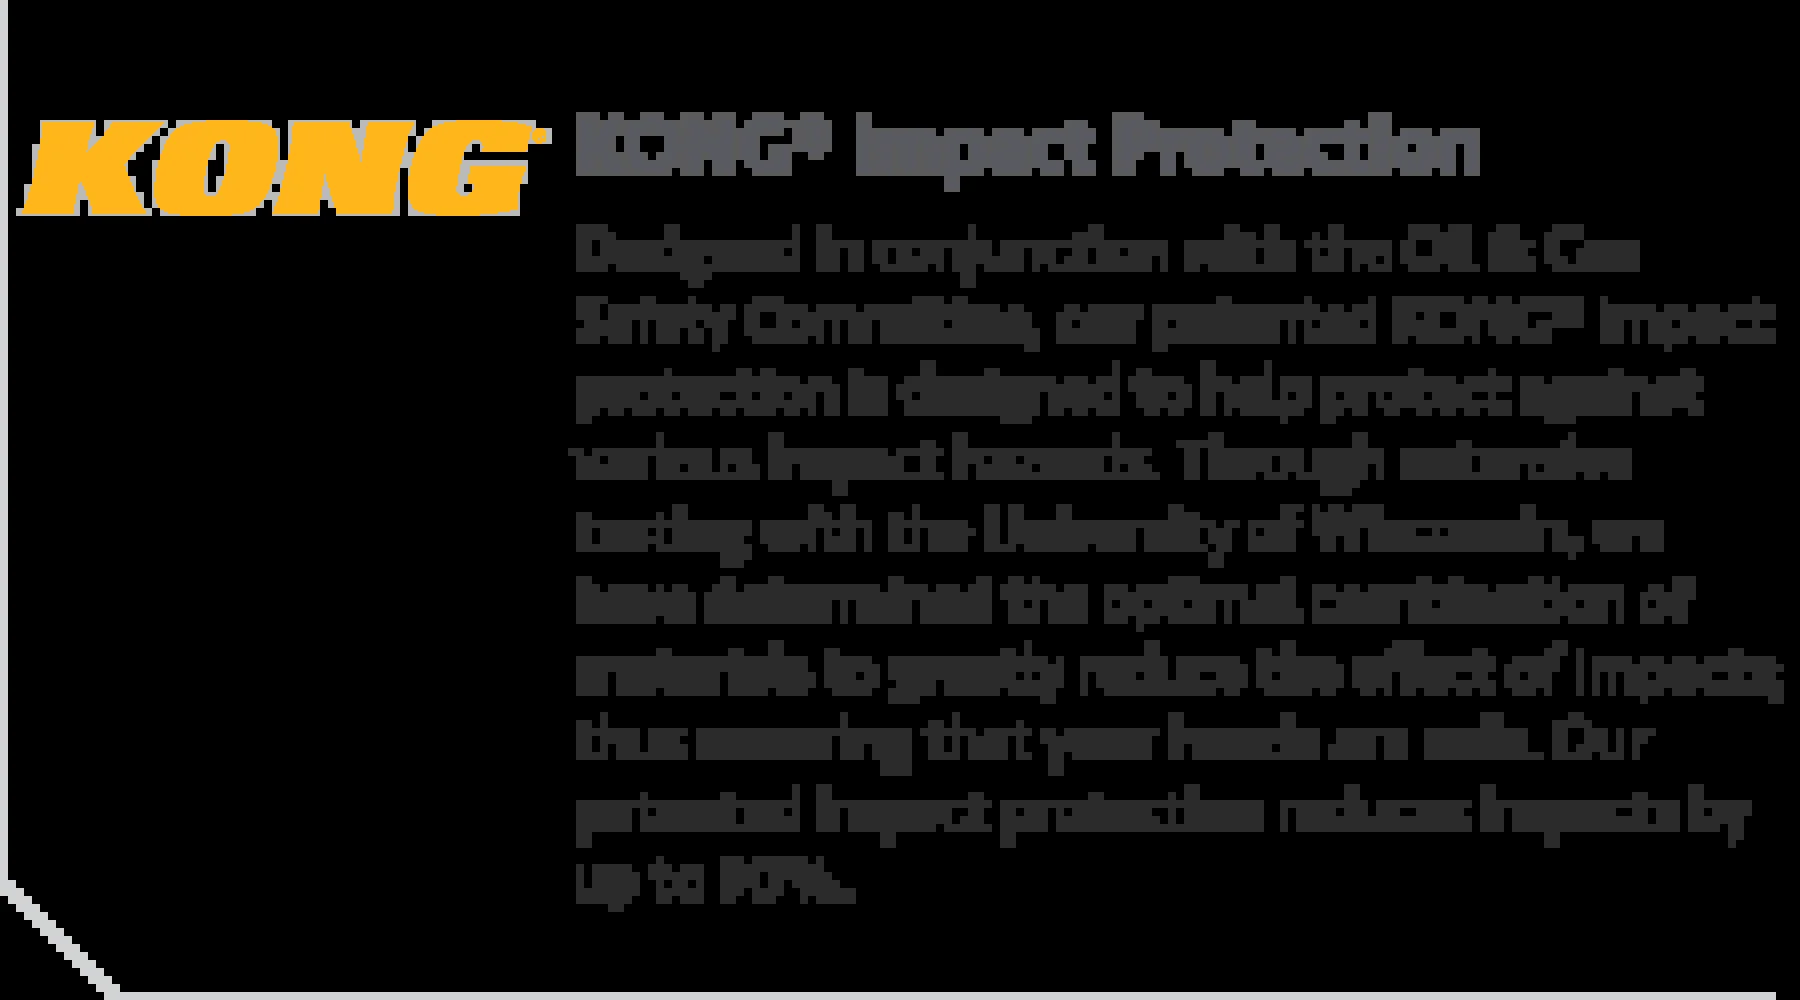 KONG®
KONG® Impact Protection
Designed in conjunction with the Oil & Gas
Safety Committee, our patented KONG® impact
protection is designed to help protect against
various impact hazards. Through extensive
testing with the University of Wisconsin, we
have determined the optimal combination of
materials to greatly reduce the effect of impacts;
thus ensuring that your hands are safe. Our
patented impact protection reduces impacts by
up to